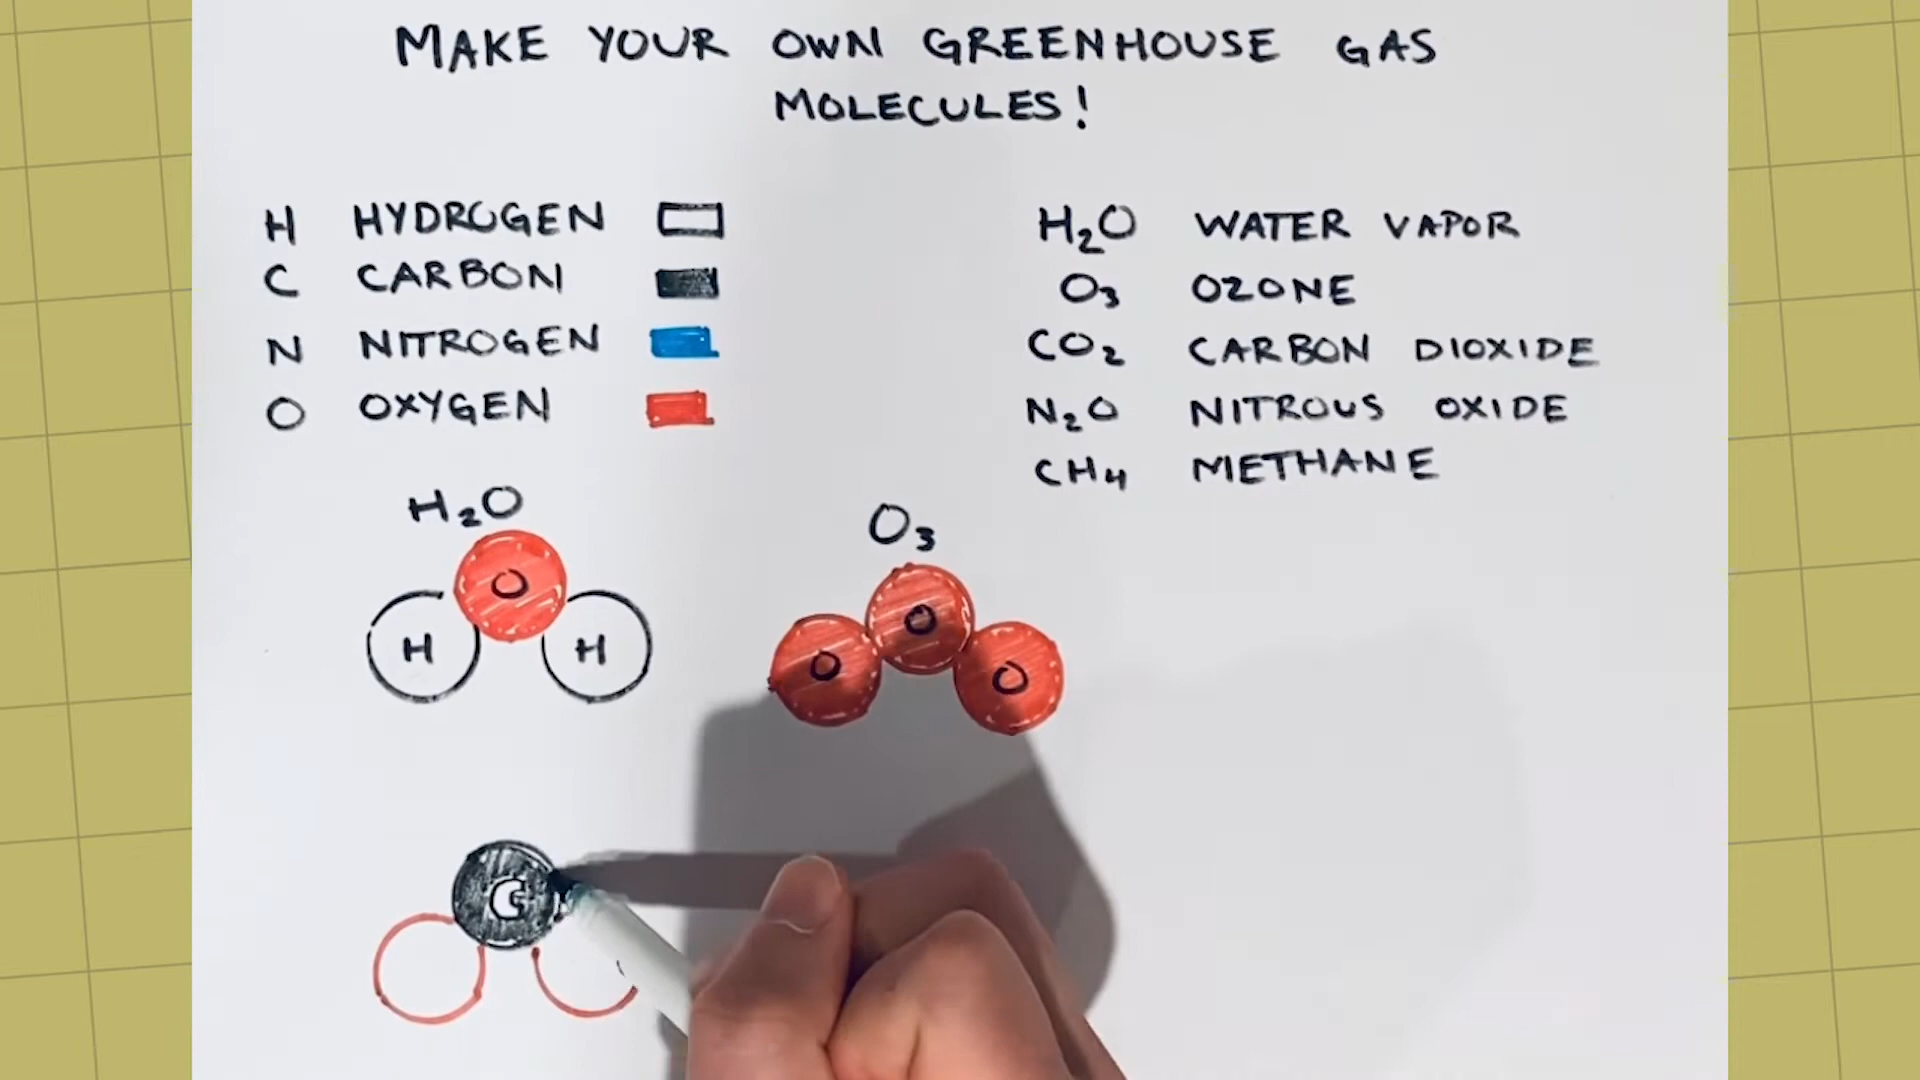 MAKE YOUR OWN GREENHOUSE GAS
MOLECULES!
H HYDROGEN
C CARBON
N NITROGEN
O OXYGEN
H₂O WATER VAPOR
O₃ OZONE
CO₂ CARBON DIOXIDE
N₂O NITROUS OXIDE
CH₄ METHANE
H₂O
O
H H
O₃
O
O O
C